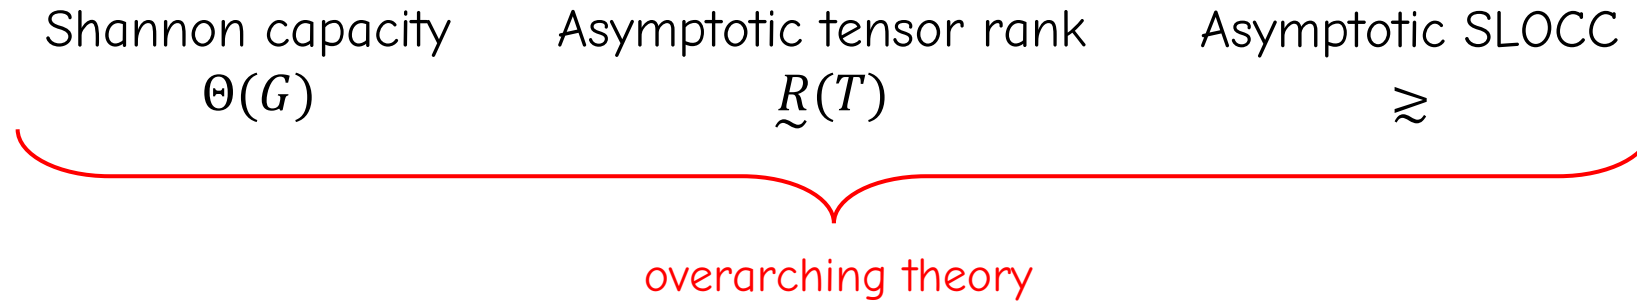 Shannon capacity Asymptotic tensor rank Asymptotic SLOCC
Θ(G) R̰(T) ≳
overarching theory